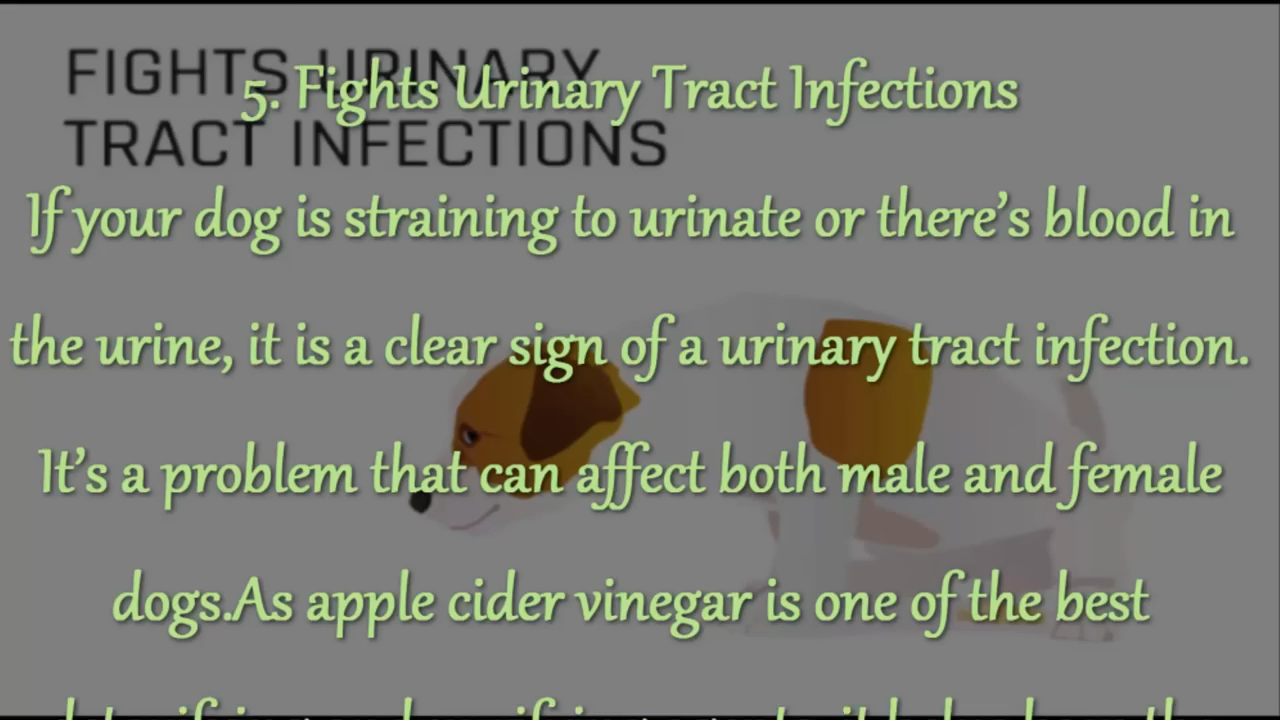 FIGHTS URINARY
TRACT INFECTIONS
5. Fights Urinary Tract Infections
If your dog is straining to urinate or there’s blood in
the urine, it is a clear sign of a urinary tract infection.
It’s a problem that can affect both male and female
dogs.As apple cider vinegar is one of the best